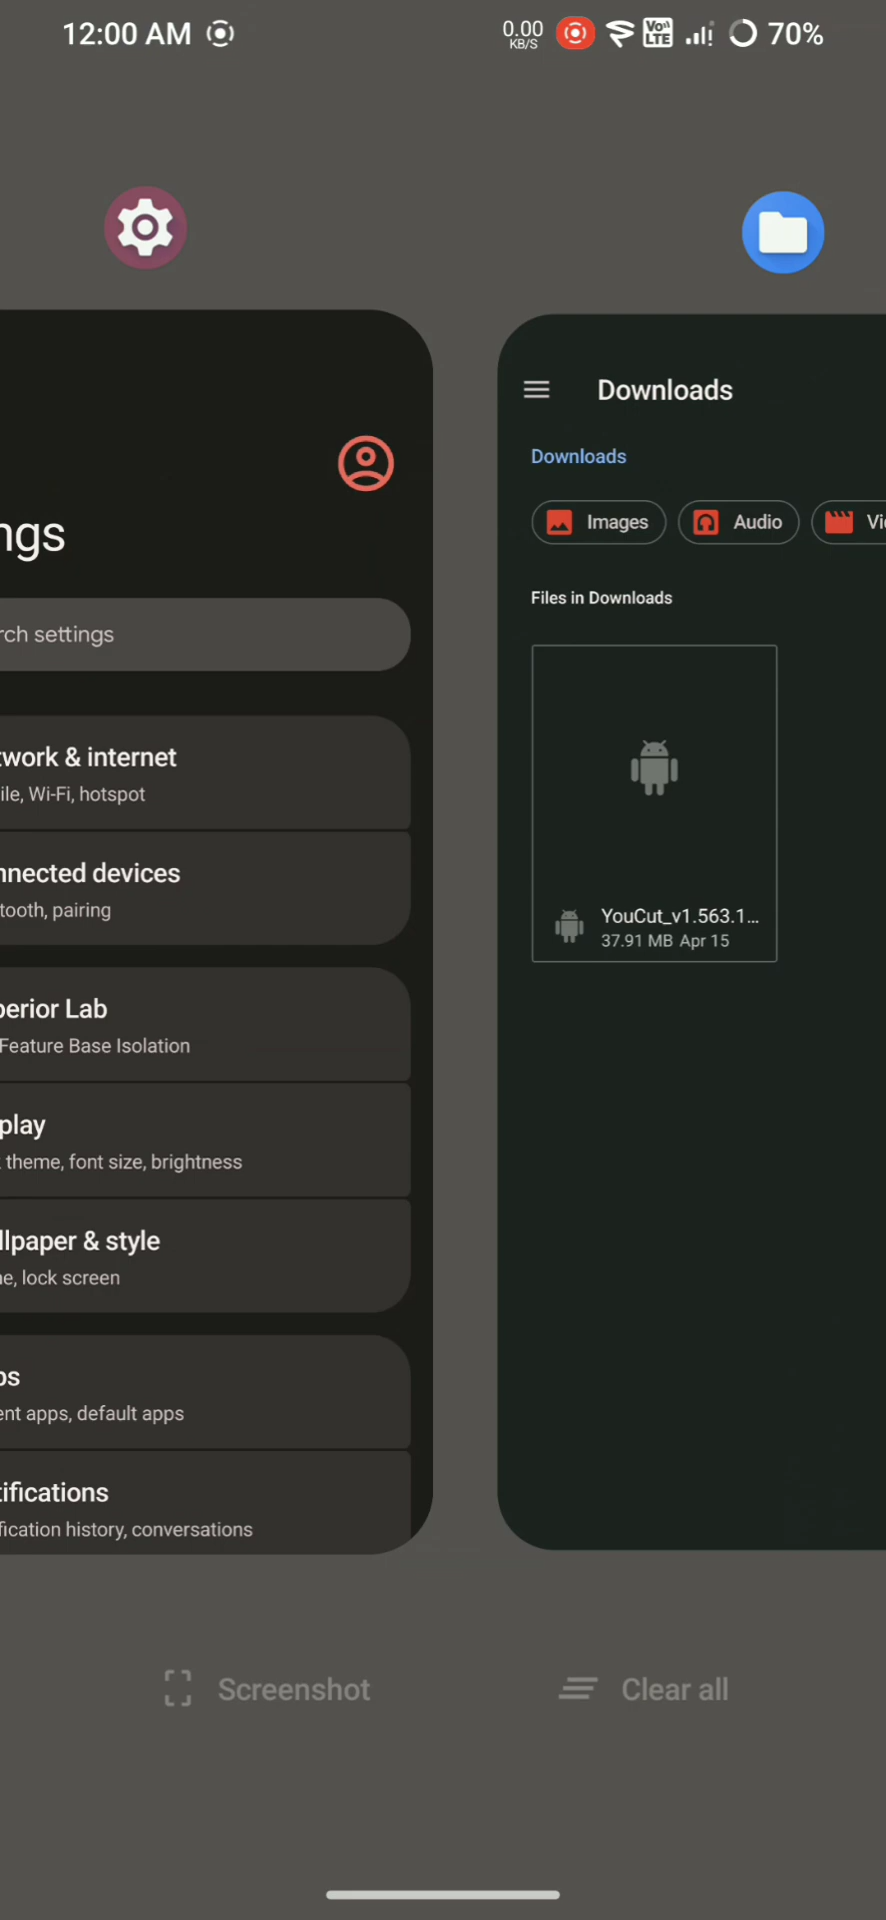 12:00 AM
0.00
KB/S
Vo))
LTE
70%
ngs
rch settings
twork & internet
ile, Wi-Fi, hotspot
nnected devices
tooth, pairing
perior Lab
Feature Base Isolation
play
theme, font size, brightness
llpaper & style
e, lock screen
ps
ent apps, default apps
tifications
fication history, conversations
Downloads
Downloads
Images
Audio
Vi
Files in Downloads
YouCut_v1.563.1...
37.91 MB Apr 15
Screenshot
Clear all